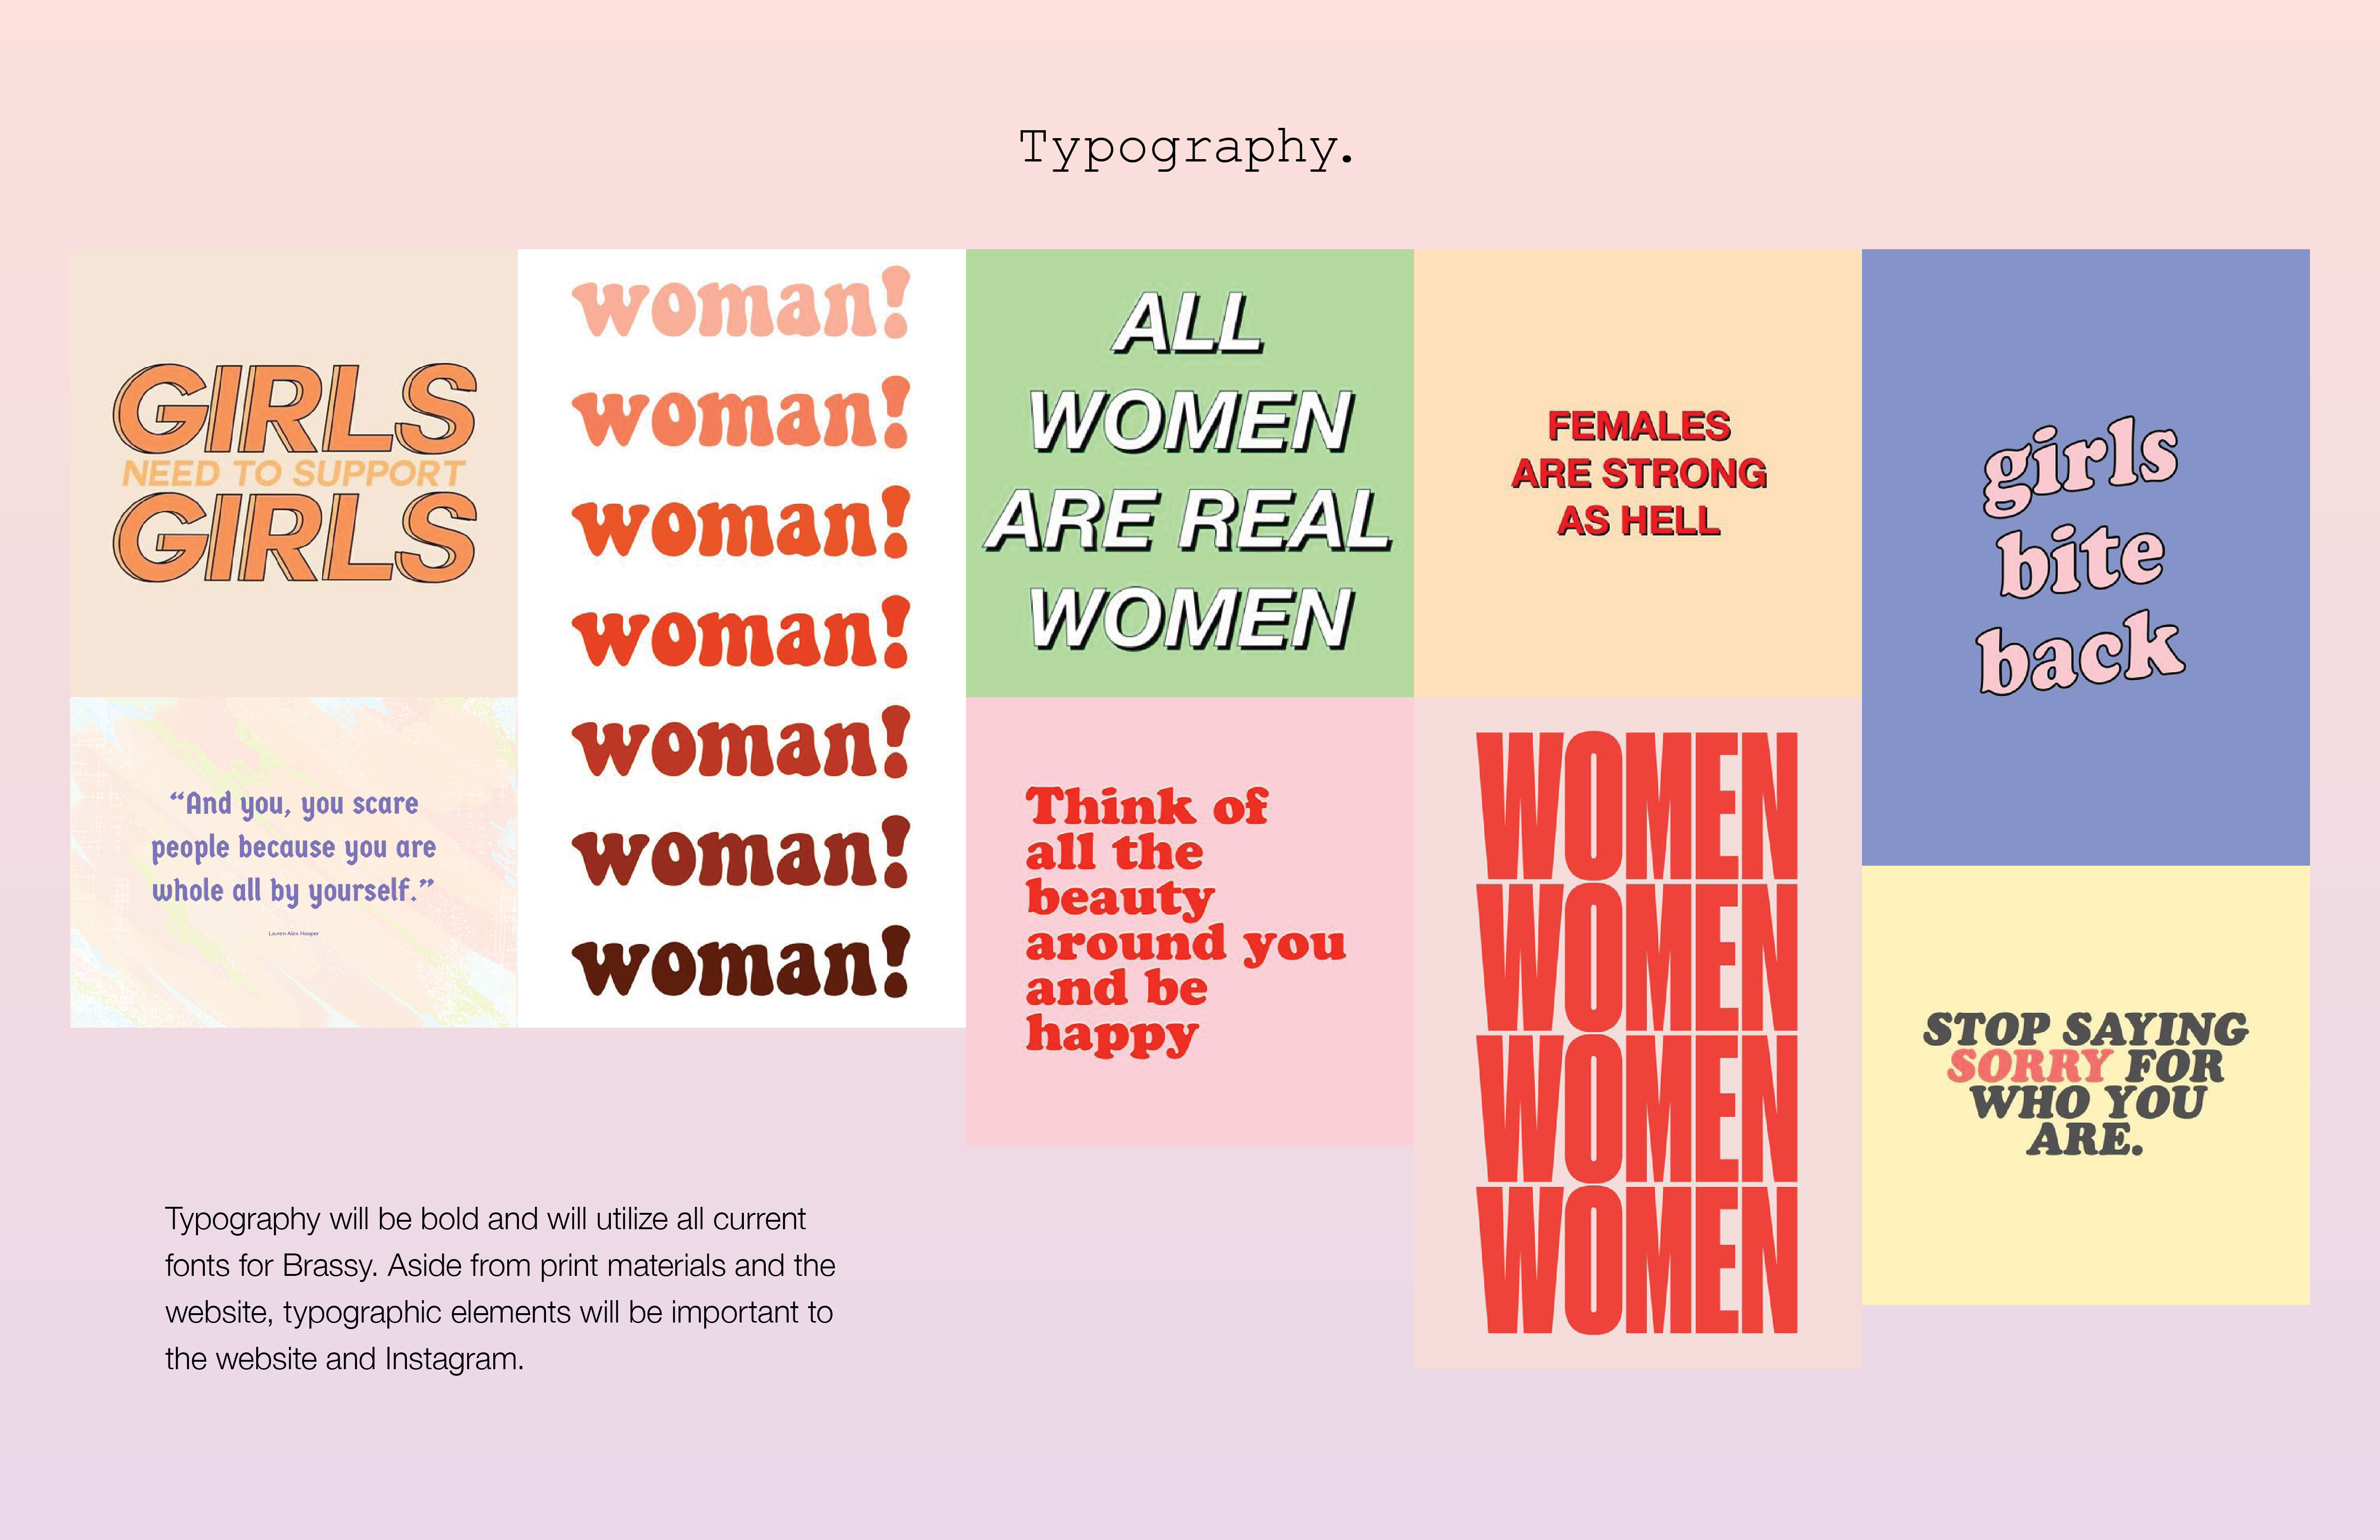 Typography.
GIRLS
NEED TO SUPPORT
GIRLS
“And you, you scare
people because you are
whole all by yourself.”
Lauren Alex Hooper
woman!
woman!
woman!
woman!
woman!
woman!
woman!
ALL
WOMEN
ARE REAL
WOMEN
Think of
all the
beauty
around you
and be
happy
FEMALES
ARE STRONG
AS HELL
WOMEN
WOMEN
WOMEN
WOMEN
girls
bite
back
STOP SAYING
SORRY FOR
WHO YOU
ARE.
Typography will be bold and will utilize all current
fonts for Brassy. Aside from print materials and the
website, typographic elements will be important to
the website and Instagram.